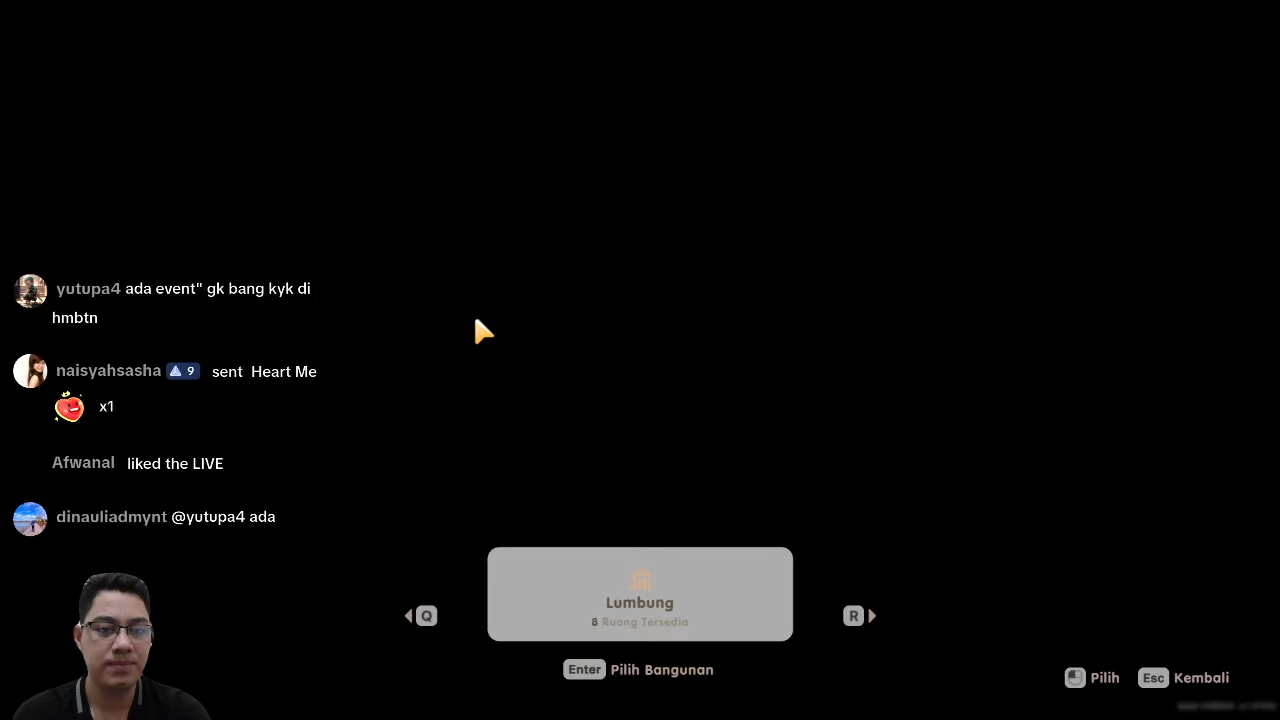 yutupa4 ada event" gk bang kyk di
hmbtn
naisyahsasha 9 sent Heart Me
x1
Afwanal liked the LIVE
dinauliadmynt @yutupa4 ada
Lumbung
8 Ruang Tersedia
Q
R
Enter Pilih Bangunan
Pilih Esc Kembali